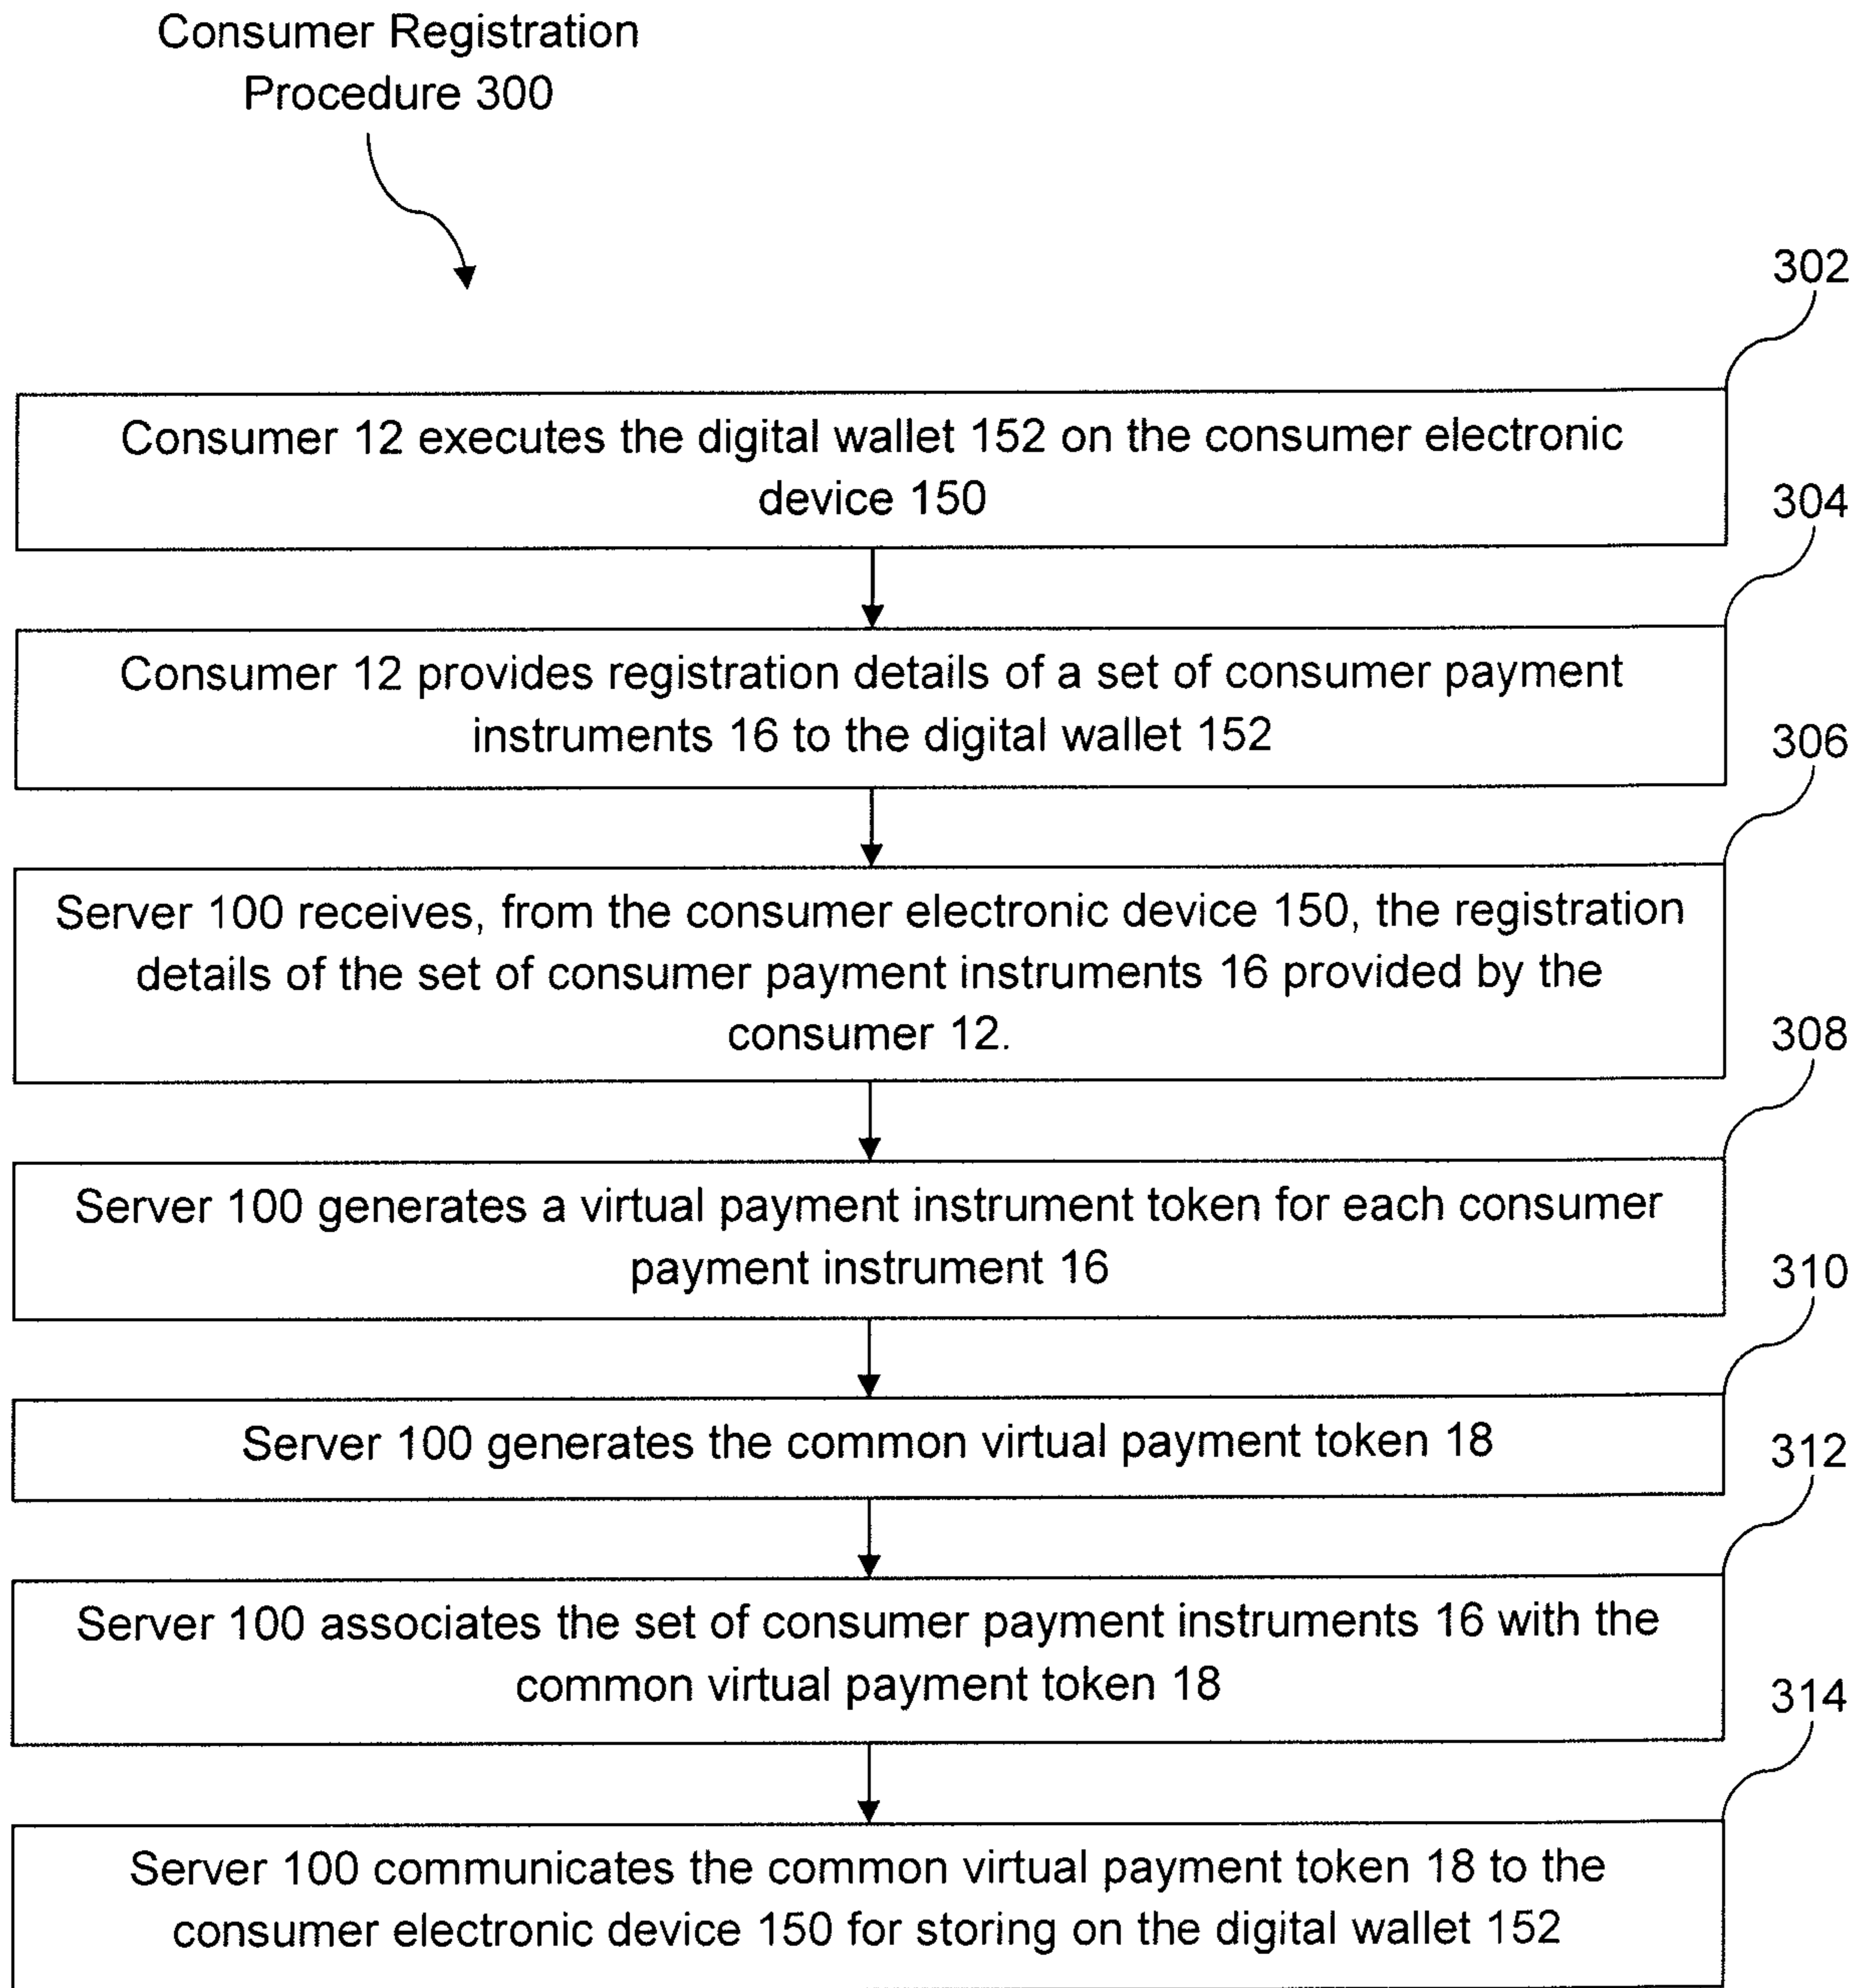 Consumer Registration
Procedure 300
302
Consumer 12 executes the digital wallet 152 on the consumer electronic
device 150
304
Consumer 12 provides registration details of a set of consumer payment
instruments 16 to the digital wallet 152
306
Server 100 receives, from the consumer electronic device 150, the registration
details of the set of consumer payment instruments 16 provided by the
consumer 12.
308
Server 100 generates a virtual payment instrument token for each consumer
payment instrument 16
310
Server 100 generates the common virtual payment token 18
312
Server 100 associates the set of consumer payment instruments 16 with the
common virtual payment token 18
314
Server 100 communicates the common virtual payment token 18 to the
consumer electronic device 150 for storing on the digital wallet 152